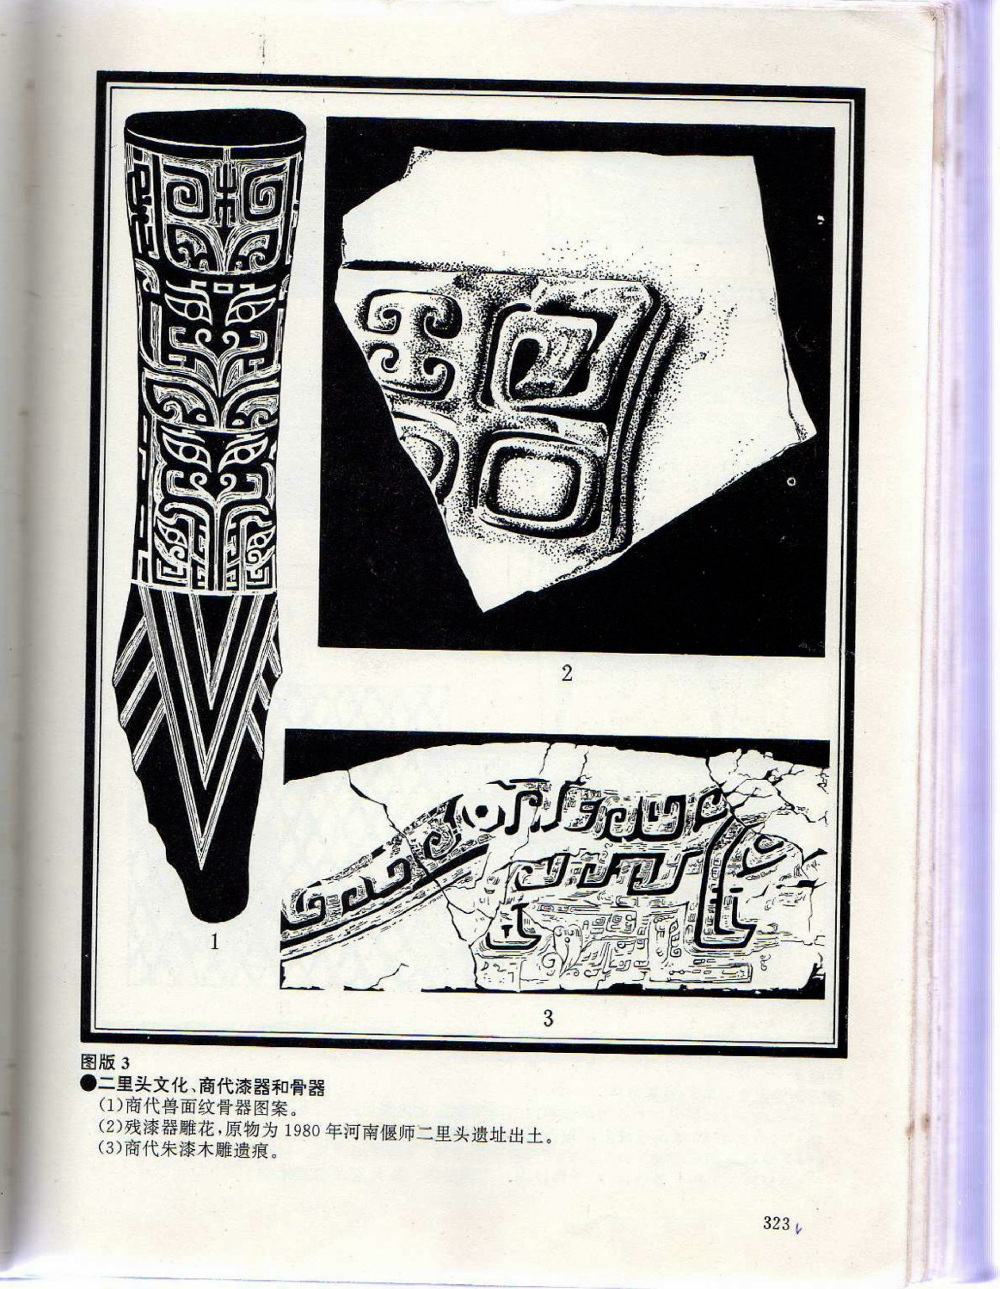 1
2
3
图版 3
●二里头文化、商代漆器和骨器
(1)商代兽面纹骨器图案。
(2)残漆器雕花,原物为 1980 年河南偃师二里头遗址出土。
(3)商代朱漆木雕遗痕。
323